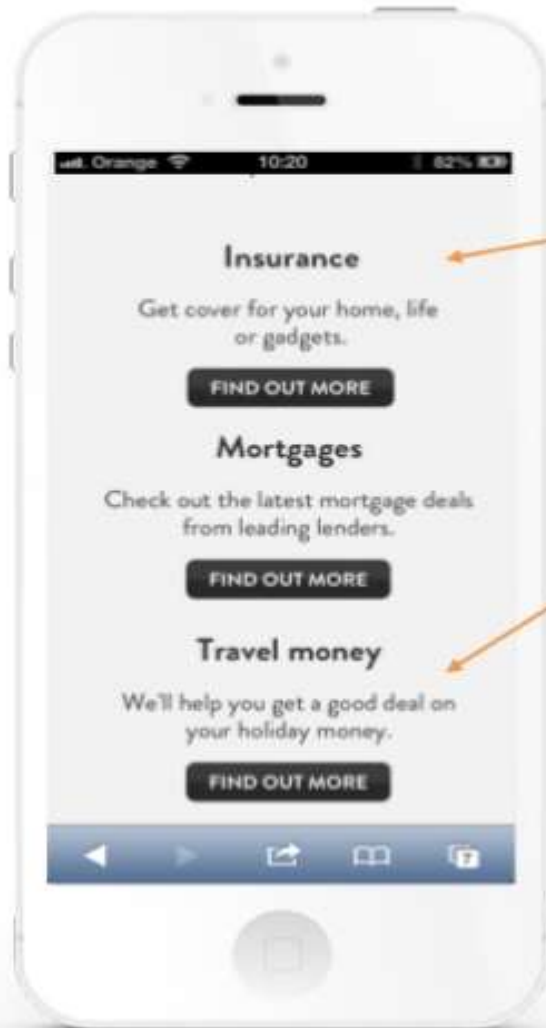 Orange 10:20 82%
Insurance
Get cover for your home, life
or gadgets.
FIND OUT MORE
Mortgages
Check out the latest mortgage deals
from leading lenders.
FIND OUT MORE
Travel money
We'll help you get a good deal on
your holiday money.
FIND OUT MORE